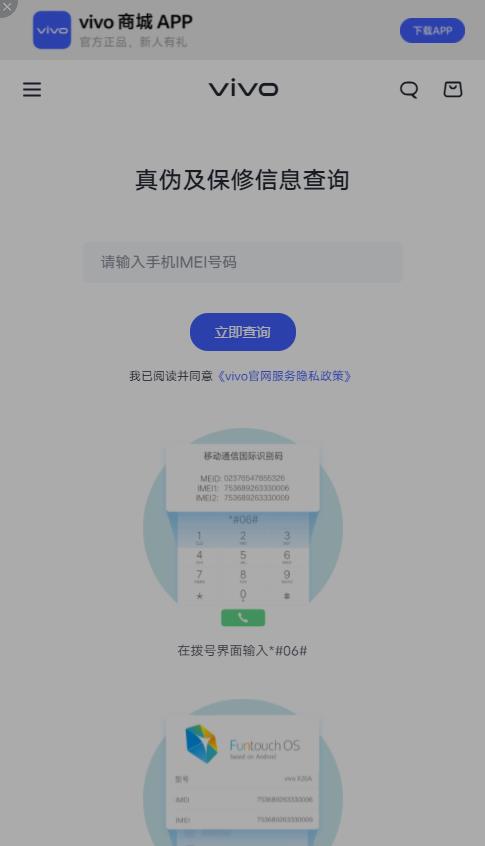 vivo
vivo 商城 APP
官方正品，新人有礼
下载APP
vivo
真伪及保修信息查询
请输入手机IMEI号码
立即查询
我已阅读并同意《vivo官网服务隐私政策》
移动通信国际识别码
MEID: 02376547855326
IMEI1: 753689263330006
IMEI2: 753689263330009
*#06#
1 2 3
4 5 6
7 8 9
* 0 #
在拨号界面输入*#06#
Funtouch OS
based on Android
型号 vivo X20A
IMEI 753689263330006
IMEI 753689263330009